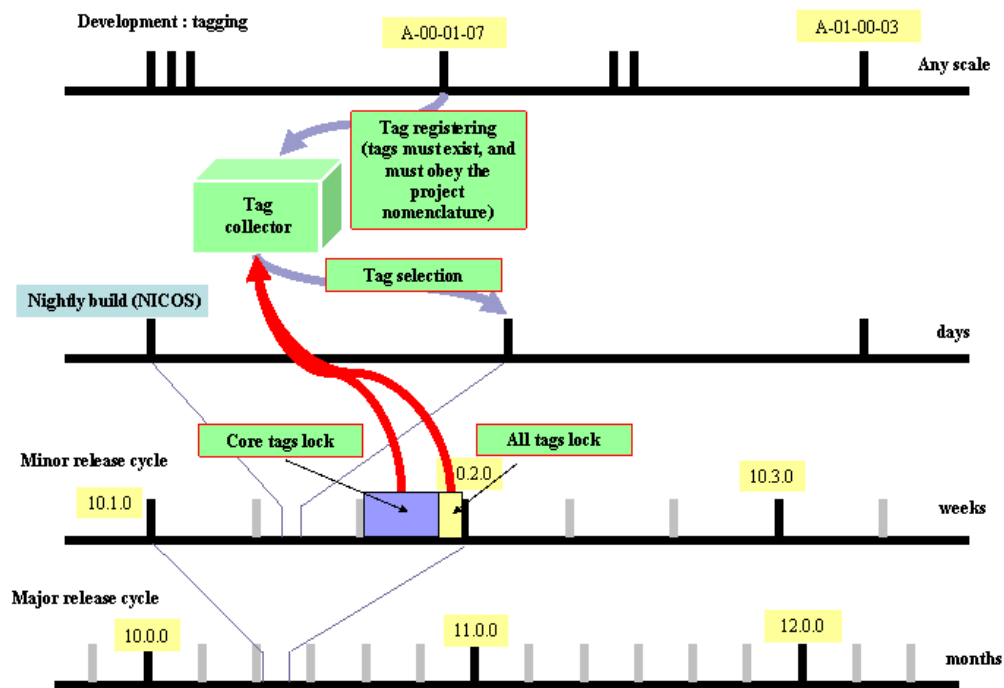 Development : tagging
A-00-01-07
A-01-00-03
Any scale
Tag registering
(tags must exist, and
must obey the
project
nomenclature)
Tag
collector
Tag selection
Nightly build (NICOS)
days
Core tags lock
All tags lock
Minor release cycle
0.2.0
10.1.0
10.3.0
weeks
Major release cycle
10.0.0
11.0.0
12.0.0
months